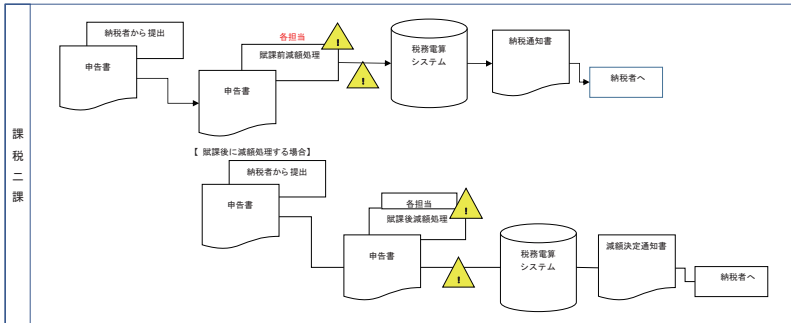 課税二課
納税者から提出
申告書
各担当
賦課前減額処理
!
申告書
!
税務電算
システム
納税通知書
納税者へ
【 賦課後に減額処理する場合】
納税者から提出
申告書
各担当
賦課後減額処理
!
申告書
!
税務電算
システム
減額決定通知書
納税者へ